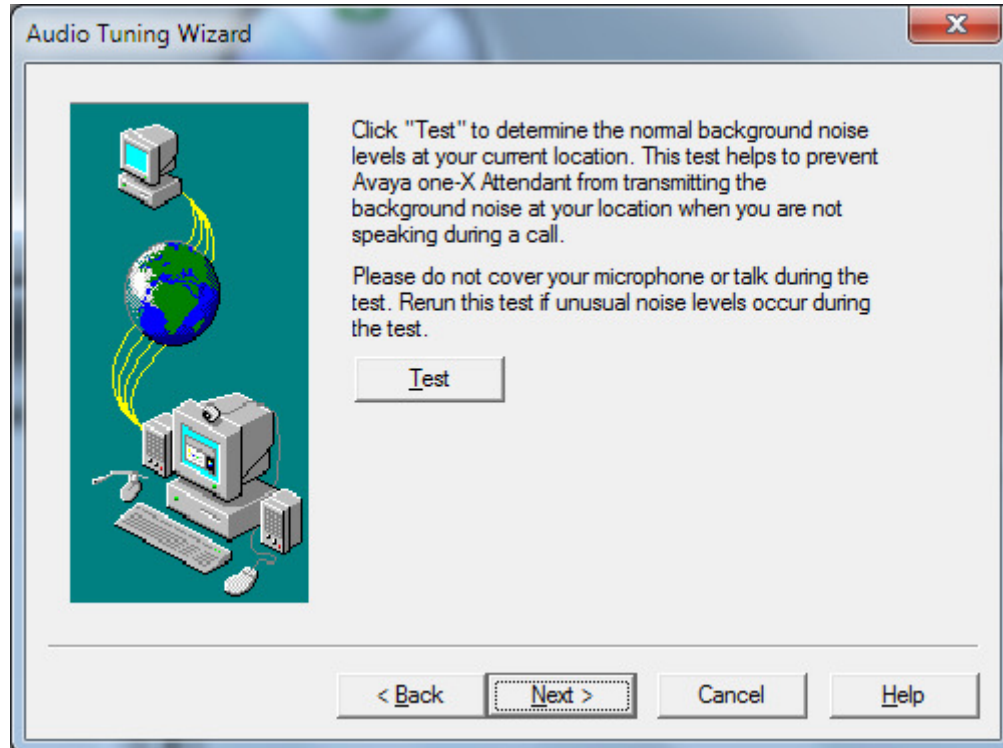 Audio Tuning Wizard
Click "Test" to determine the normal background noise
levels at your current location. This test helps to prevent
Avaya one-X Attendant from transmitting the
background noise at your location when you are not
speaking during a call.
Please do not cover your microphone or talk during the
test. Rerun this test if unusual noise levels occur during
the test.
Test
< Back Next > Cancel Help